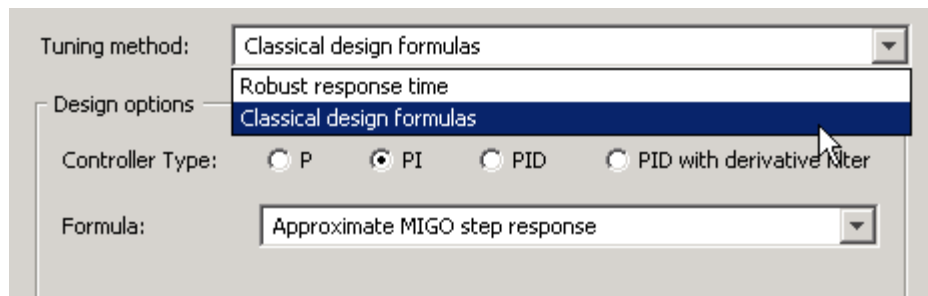 Tuning method: Classical design formulas
Robust response time
Design options
Classical design formulas
Controller Type: P PI PID PID with derivative filter
Formula: Approximate MIGO step response